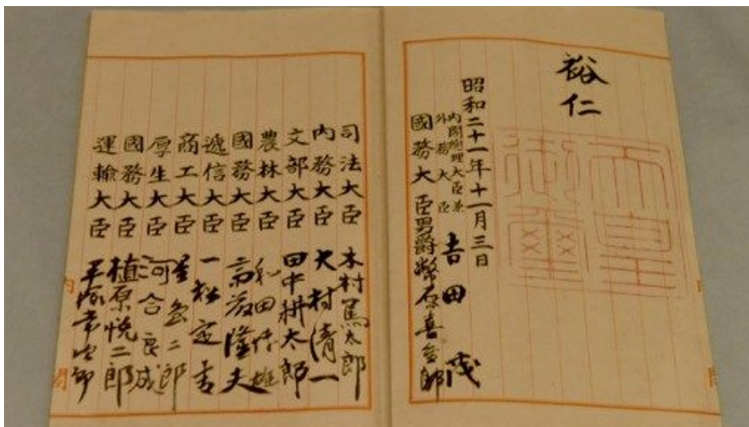 裕仁
天皇御璽
昭和二十一年十一月三日
内閣総理大臣兼
外務大臣 吉田茂
國務大臣 男爵 幣原喜重郎
司法大臣 木村篤太郎
内務大臣 大村清一
文部大臣 田中耕太郎
農林大臣 和田博雄
國務大臣 斎藤隆夫
逓信大臣 一松定吉
商工大臣 星島二郎
厚生大臣 河合良成
國務大臣 植原悦二郎
運輸大臣 平塚常次郎
内
閣